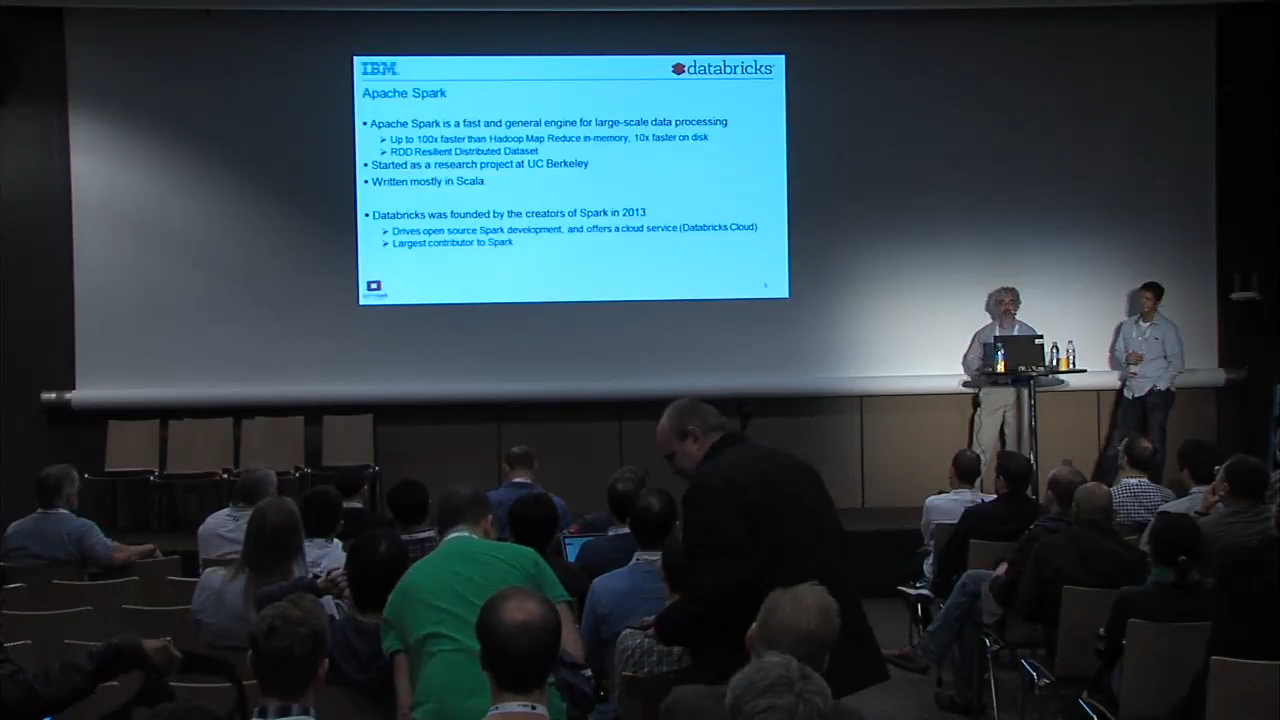 IBM
databricks
Apache Spark
▪ Apache Spark is a fast and general engine for large-scale data processing
➢ Up to 100x faster than Hadoop Map Reduce in-memory, 10x faster on disk
➢ RDD Resilient Distributed Dataset
▪ Started as a research project at UC Berkeley
▪ Written mostly in Scala
▪ Databricks was founded by the creators of Spark in 2013
➢ Drives open source Spark development, and offers a cloud service (Databricks Cloud)
➢ Largest contributor to Spark